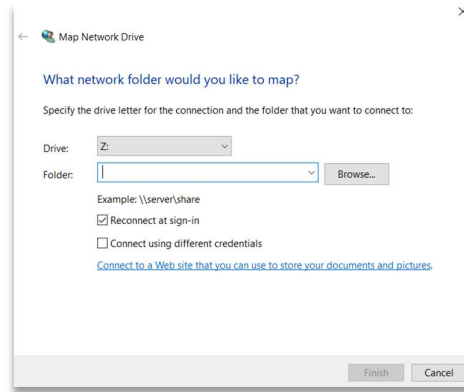 Map Network Drive
What network folder would you like to map?
Specify the drive letter for the connection and the folder that you want to connect to:
Drive: Z:
Folder: Browse...
Example: \\server\share
Reconnect at sign-in
Connect using different credentials
Connect to a Web site that you can use to store your documents and pictures.
Finish Cancel